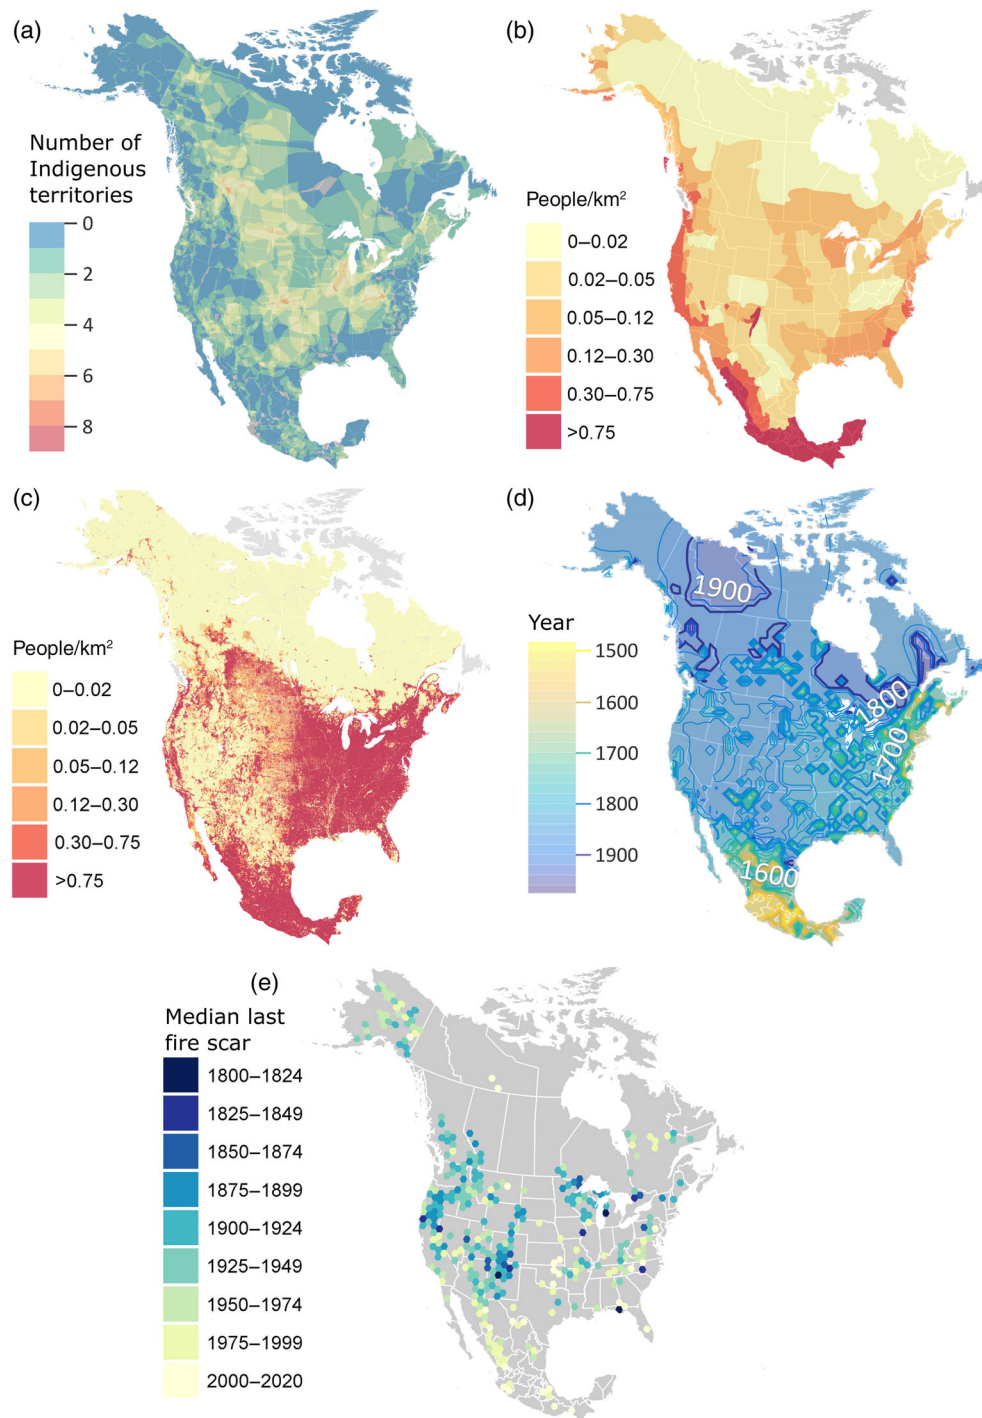 (a)
Number of
Indigenous
territories
0
2
4
6
8
(b)
People/km²
0–0.02
0.02–0.05
0.05–0.12
0.12–0.30
0.30–0.75
>0.75
(c)
People/km²
0–0.02
0.02–0.05
0.05–0.12
0.12–0.30
0.30–0.75
>0.75
(d)
Year
1500
1600
1700
1800
1900
1900
1800
1700
1600
(e)
Median last
fire scar
1800–1824
1825–1849
1850–1874
1875–1899
1900–1924
1925–1949
1950–1974
1975–1999
2000–2020